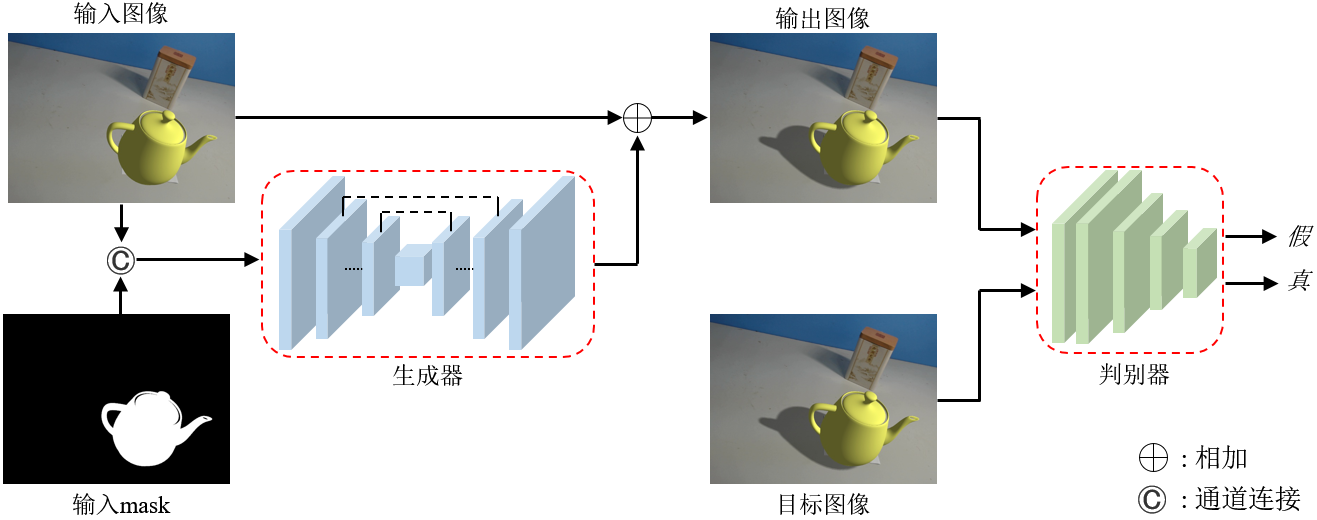 输入图像
输出图像
C
生成器
假
真
判别器
输入mask
目标图像
: 相加
C : 通道连接